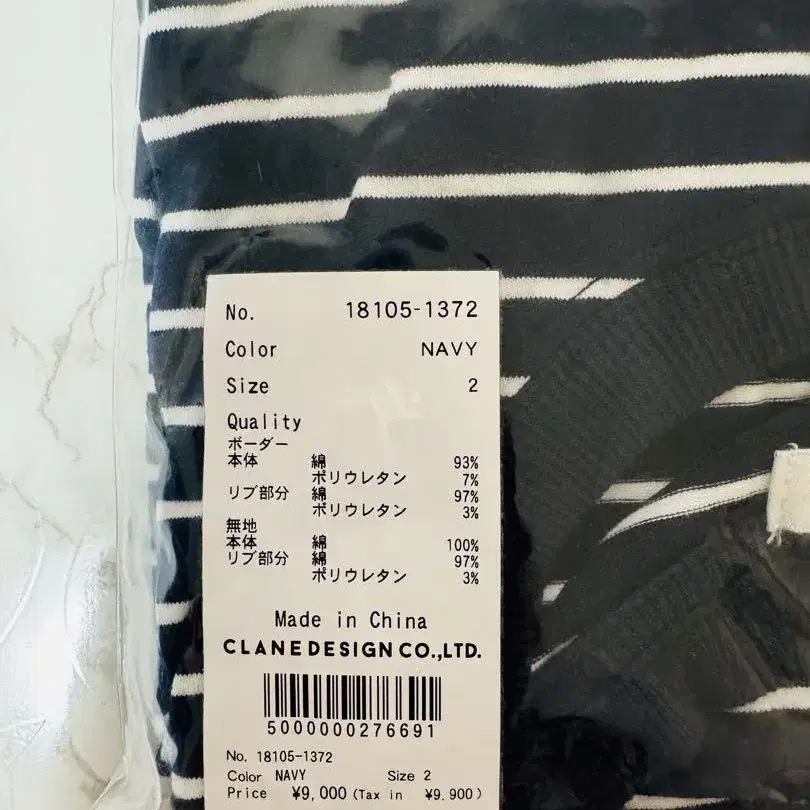 No. 18105-1372
Color NAVY
Size 2
Quality
ボーダー
本体 綿 93%
ポリウレタン 7%
リブ部分 綿 97%
ポリウレタン 3%
無地
本体 綿 100%
リブ部分 綿 97%
ポリウレタン 3%
Made in China
CLANE DESIGN CO.,LTD.
5000000276691
No. 18105-1372
Color NAVY Size 2
Price ¥9,000 (Tax in ¥9,900)